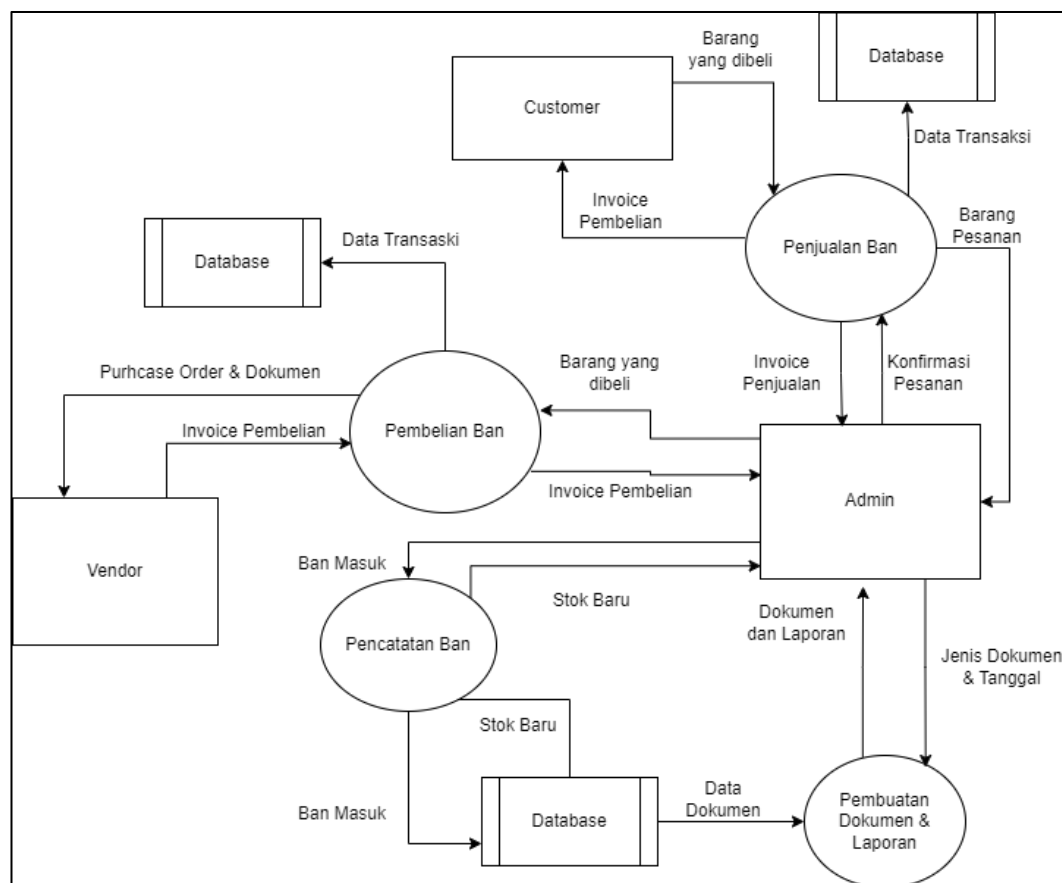 Barang
yang dibeli
Database
Customer
Data Transaksi
Invoice
Pembelian
Barang
Pesanan
Penjualan Ban
Data Transaski
Database
Invoice
Penjualan
Konfirmasi
Pesanan
Purhcase Order & Dokumen
Barang yang
dibeli
Invoice Pembelian
Pembelian Ban
Invoice Pembelian
Admin
Vendor
Ban Masuk
Stok Baru
Dokumen
dan Laporan
Pencatatan Ban
Jenis Dokumen
& Tanggal
Stok Baru
Ban Masuk
Database
Data
Dokumen
Pembuatan
Dokumen &
Laporan